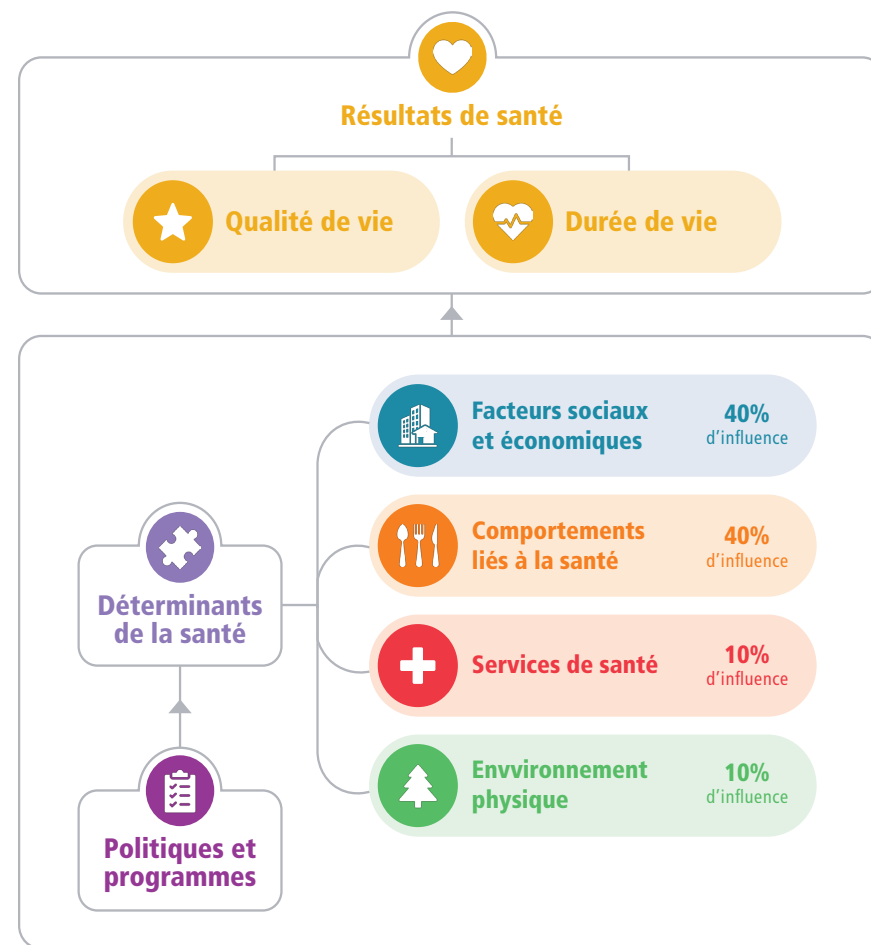 Résultats de santé
Qualité de vie
Durée de vie
Facteurs sociaux
et économiques
40%
d'influence
Comportements
liés à la santé
40%
d'influence
Déterminants
de la santé
Services de santé
10%
d'influence
Envvironnement
physique
10%
d'influence
Politiques et
programmes